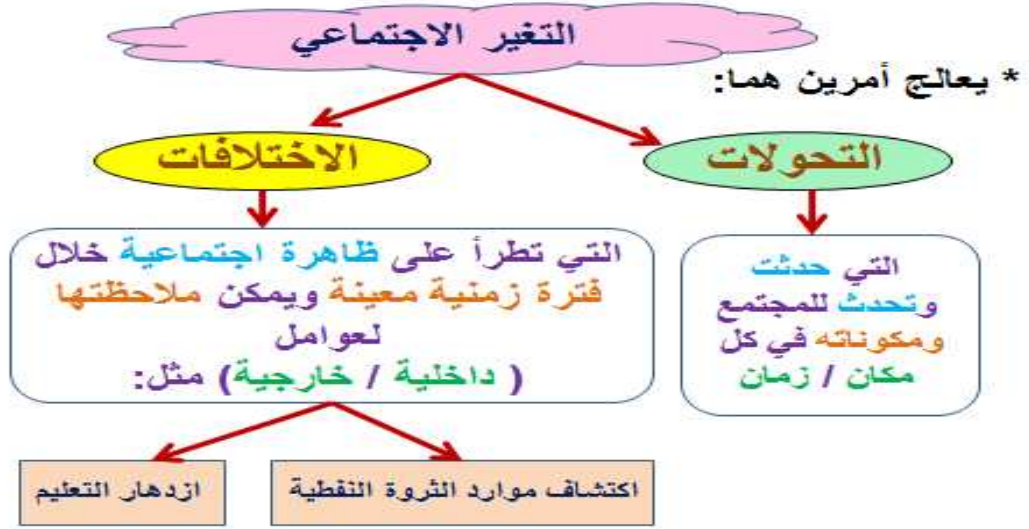 التغير الاجتماعي
* يعالج أمرين هما:
التحولات
الاختلافات
التي حدثت
وتحدث للمجتمع
ومكوناته في كل
مكان / زمان
التي تطرأ على ظاهرة اجتماعية خلال
فترة زمنية معينة ويمكن ملاحظتها
لعوامل
( داخلية / خارجية) مثل:
اكتشاف موارد الثروة النفطية
ازدهار التعليم